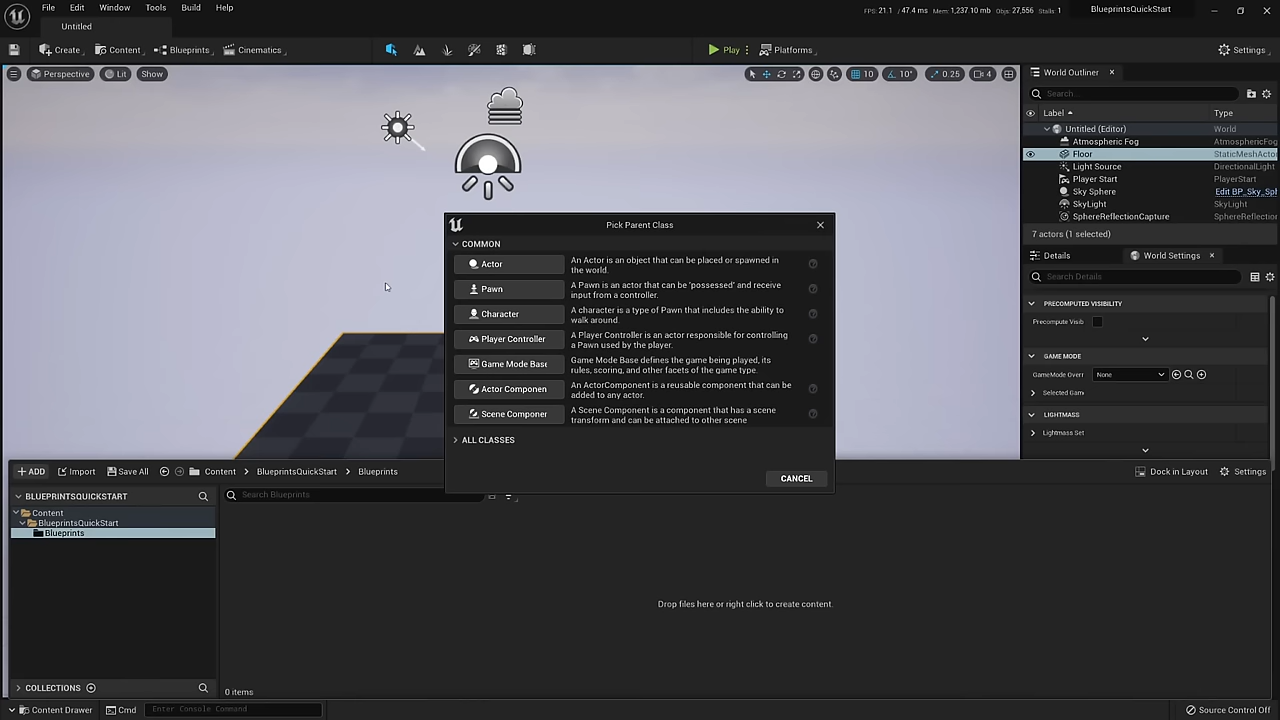 File Edit Window Tools Build Help
FPS: 21.1 / 47.4 ms Mem: 1,237.10 mb Objs: 27,556 Stalls: 1
BlueprintsQuickStart
Untitled
Create Content Blueprints Cinematics Play Platforms Settings
Perspective Lit Show
10 10° 0.25 4
World Outliner
Search...
Label Type
Untitled (Editor) World
Atmospheric Fog AtmosphericFog
Floor StaticMeshActo
Light Source DirectionalLight
Player Start PlayerStart
Sky Sphere Edit BP_Sky_Sph
SkyLight SkyLight
SphereReflectionCapture SphereReflection
7 actors (1 selected)
Details World Settings
Search Details
PRECOMPUTED VISIBILITY
Precompute Visib
GAME MODE
GameMode Overr None
Selected Gam
LIGHTMASS
Lightmass Set
Pick Parent Class
COMMON
Actor
An Actor is an object that can be placed or spawned in
the world.
Pawn
A Pawn is an actor that can be 'possessed' and receive
input from a controller.
Character
A character is a type of Pawn that includes the ability to
walk around.
Player Controller
A Player Controller is an actor responsible for controlling
a Pawn used by the player.
Game Mode Base
Game Mode Base defines the game being played, its
rules, scoring, and other facets of the game type.
Actor Componen
An ActorComponent is a reusable component that can be
added to any actor.
Scene Componer
A Scene Component is a component that has a scene
transform and can be attached to other scene
ALL CLASSES
CANCEL
ADD Import Save All Content BlueprintsQuickStart Blueprints Dock in Layout Settings
BLUEPRINTSQUICKSTART
Search Blueprints
Content
BlueprintsQuickStart
Blueprints
Drop files here or right click to create content.
COLLECTIONS
0 items
Content Drawer Cmd Enter Console Command Source Control Off